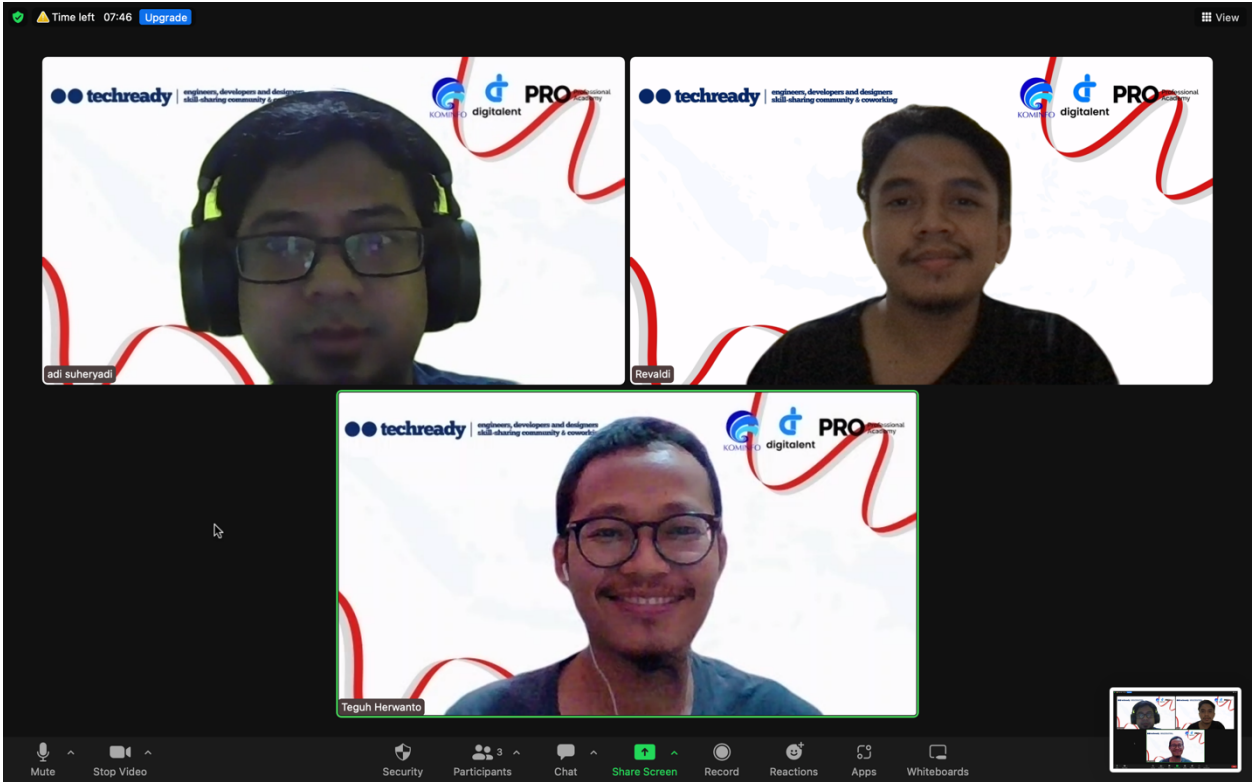 Time left 07:46 Upgrade
View
techready
engineers, developers and designers
skill-sharing community & 
KOMINFO
digitalent
PRO
Academy
adi suheryadi
techready
engineers, developers and designers
skill-sharing community & coworking
KOMINFO
digitalent
PRO
Professional
Academy
Revaldi
techready
engineers, developers and designers
skill-sharing community & coworking
KOMINFO
digitalent
PRO
Professional
Academy
Teguh Herwanto
Mute
Stop Video
Security
3
Participants
Chat
Share Screen
Record
Reactions
Apps
Whiteboards